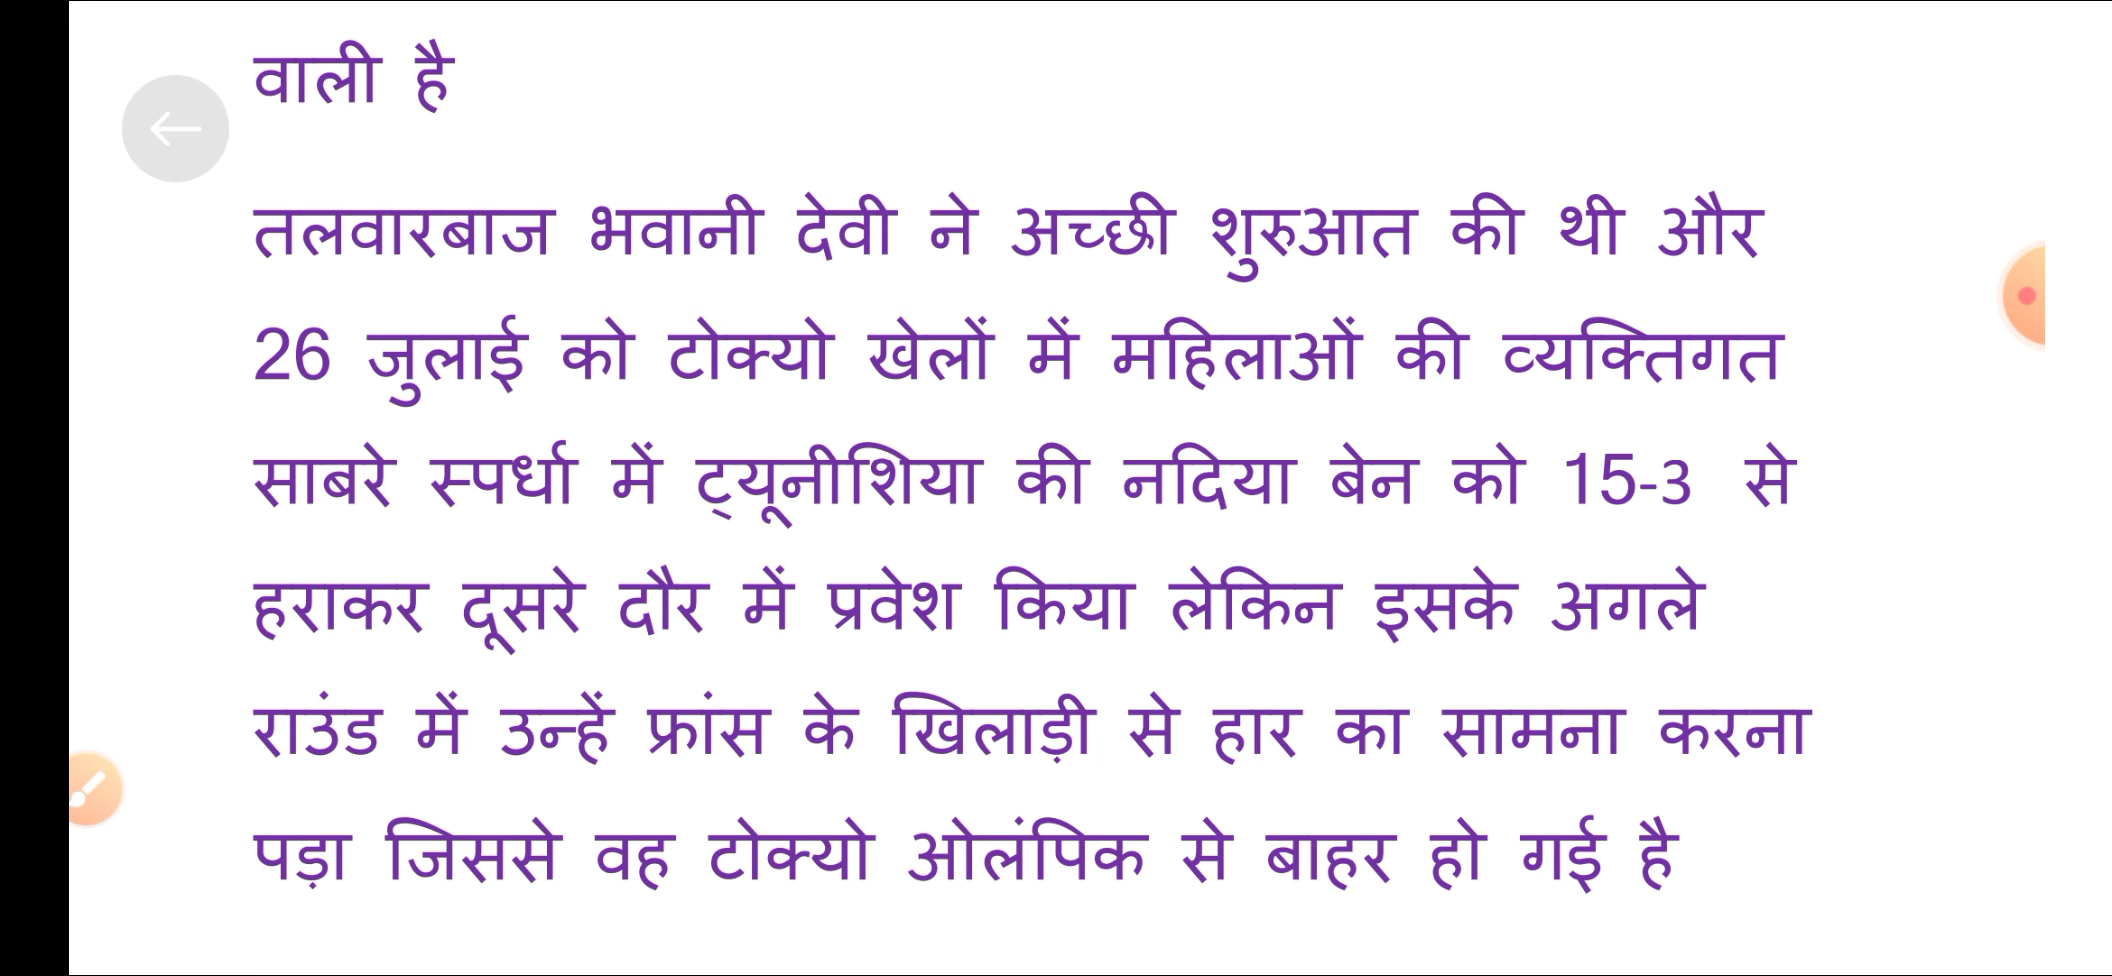 वाली है
तलवारबाज भवानी देवी ने अच्छी शुरुआत की थी और
26 जुलाई को टोक्यो खेलों में महिलाओं की व्यक्तिगत
साबरे स्पर्धा में ट्यूनीशिया की नदिया बेन को 15-3 से
हराकर दूसरे दौर में प्रवेश किया लेकिन इसके अगले
राउंड में उन्हें फ्रांस के खिलाड़ी से हार का सामना करना
पड़ा जिससे वह टोक्यो ओलंपिक से बाहर हो गई है